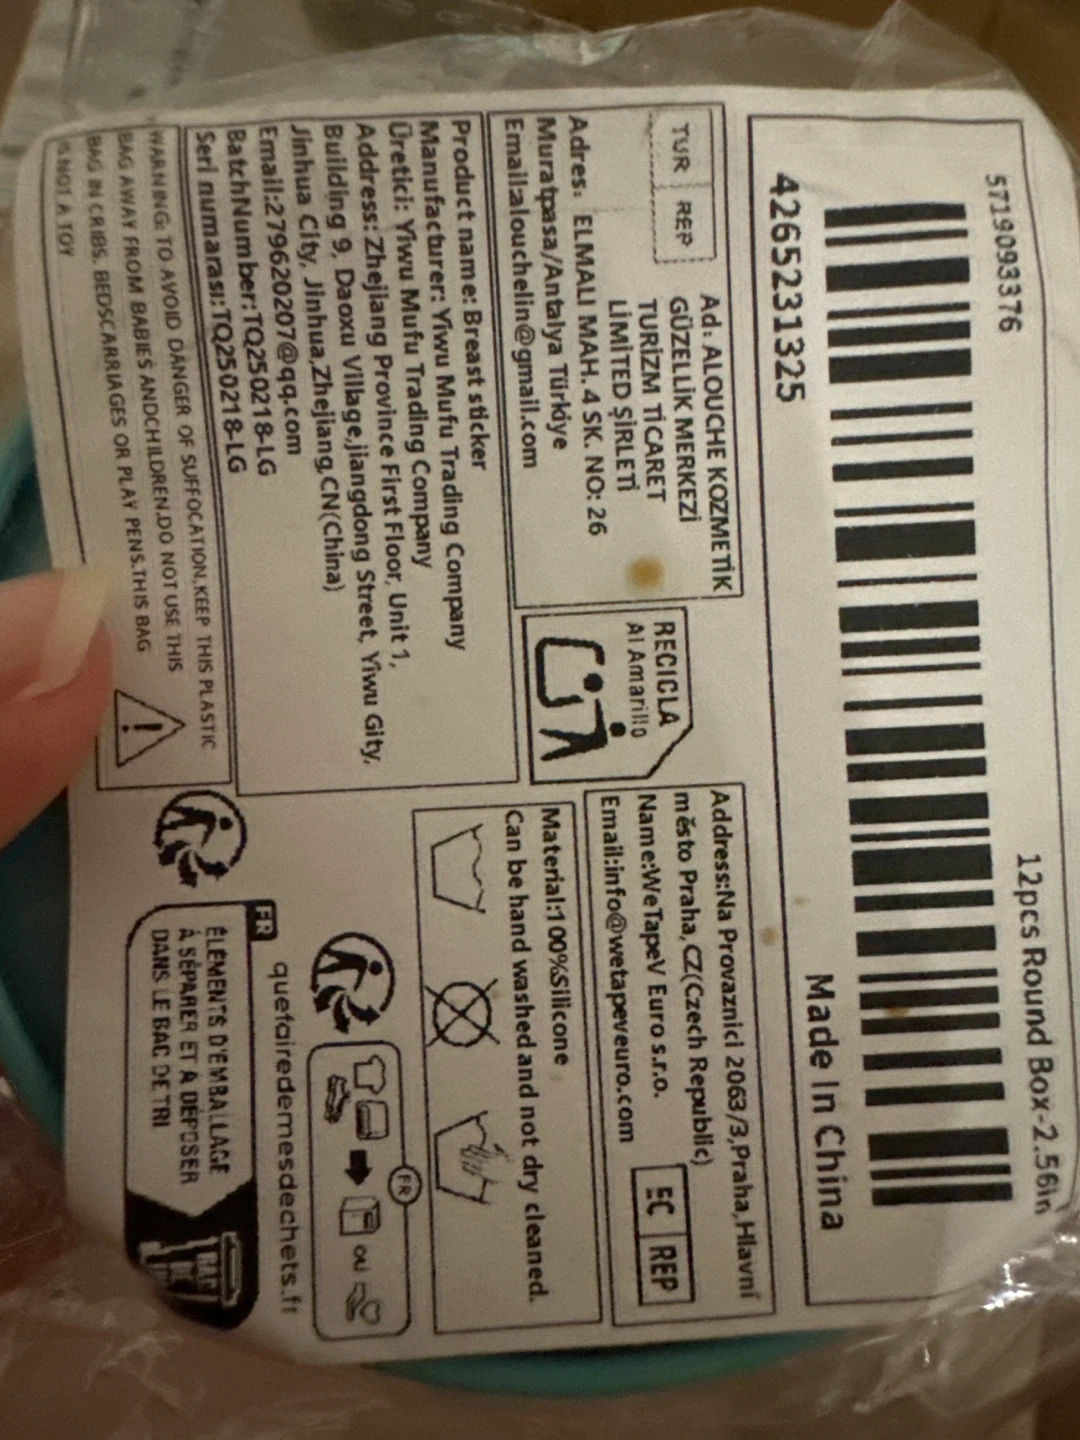 5719093376
12pcs Round Box-2.56in
42652231325
Made In China
TUR REP
Ad: ALOUCHE KOZMETİK
GÜZELLİK MERKEZİ
TURİZM TİCARET
LİMİTED ŞİRLETİ
Adres: ELMALI MAH. 4 SK. NO: 26
Muratpasa/Antalya Türkiye
Email:alouchelin@gmail.com
RECICLA
Al Amarillo
Address:Na Provaznici 2063/3,Praha,Hlavní
město Praha,CZ(Czech Republic)
Name:WeTapeV Euro s.r.o.
Email:info@wetapeveuro.com
EC REP
Product name: Breast sticker
Manufacturer: Yiwu Mufu Trading Company
Üretici: Yiwu Mufu Trading Company
Address: Zhejiang Province First Floor, Unit 1,
Building 9, Daoxu Village,jiangdong Street, Yiwu Gity,
Jinhua City, Jinhua,Zhejiang,CN(China)
Email:279620207@qq.com
BatchNumber:TQ250218-LG
Seri numarası:TQ250218-LG
Material:100%Silicone
Can be hand washed and not dry cleaned.
WARNING: TO AVOID DANGER OF SUFFOCATION,KEEP THIS PLASTIC
BAG AWAY FROM BABIES ANDCHILDREN.DO NOT USE THIS
BAG IN CRIBS, BEDSCARRIAGES OR PLAY PENS.THIS BAG
IS NOT A TOY
FR
OU
quefairedemesdechets.fr
FR
ÉLÉMENTS D'EMBALLAGE
À SÉPARER ET À DÉPOSER
DANS LE BAC DE TRI